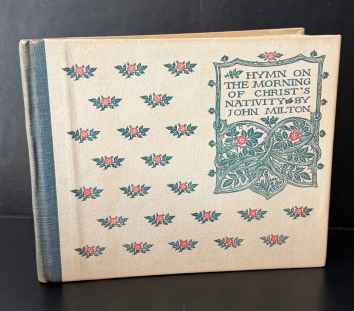 HYMN ON
THE MORNING
OF CHRIST'S
NATIVITY BY
JOHN MILTON